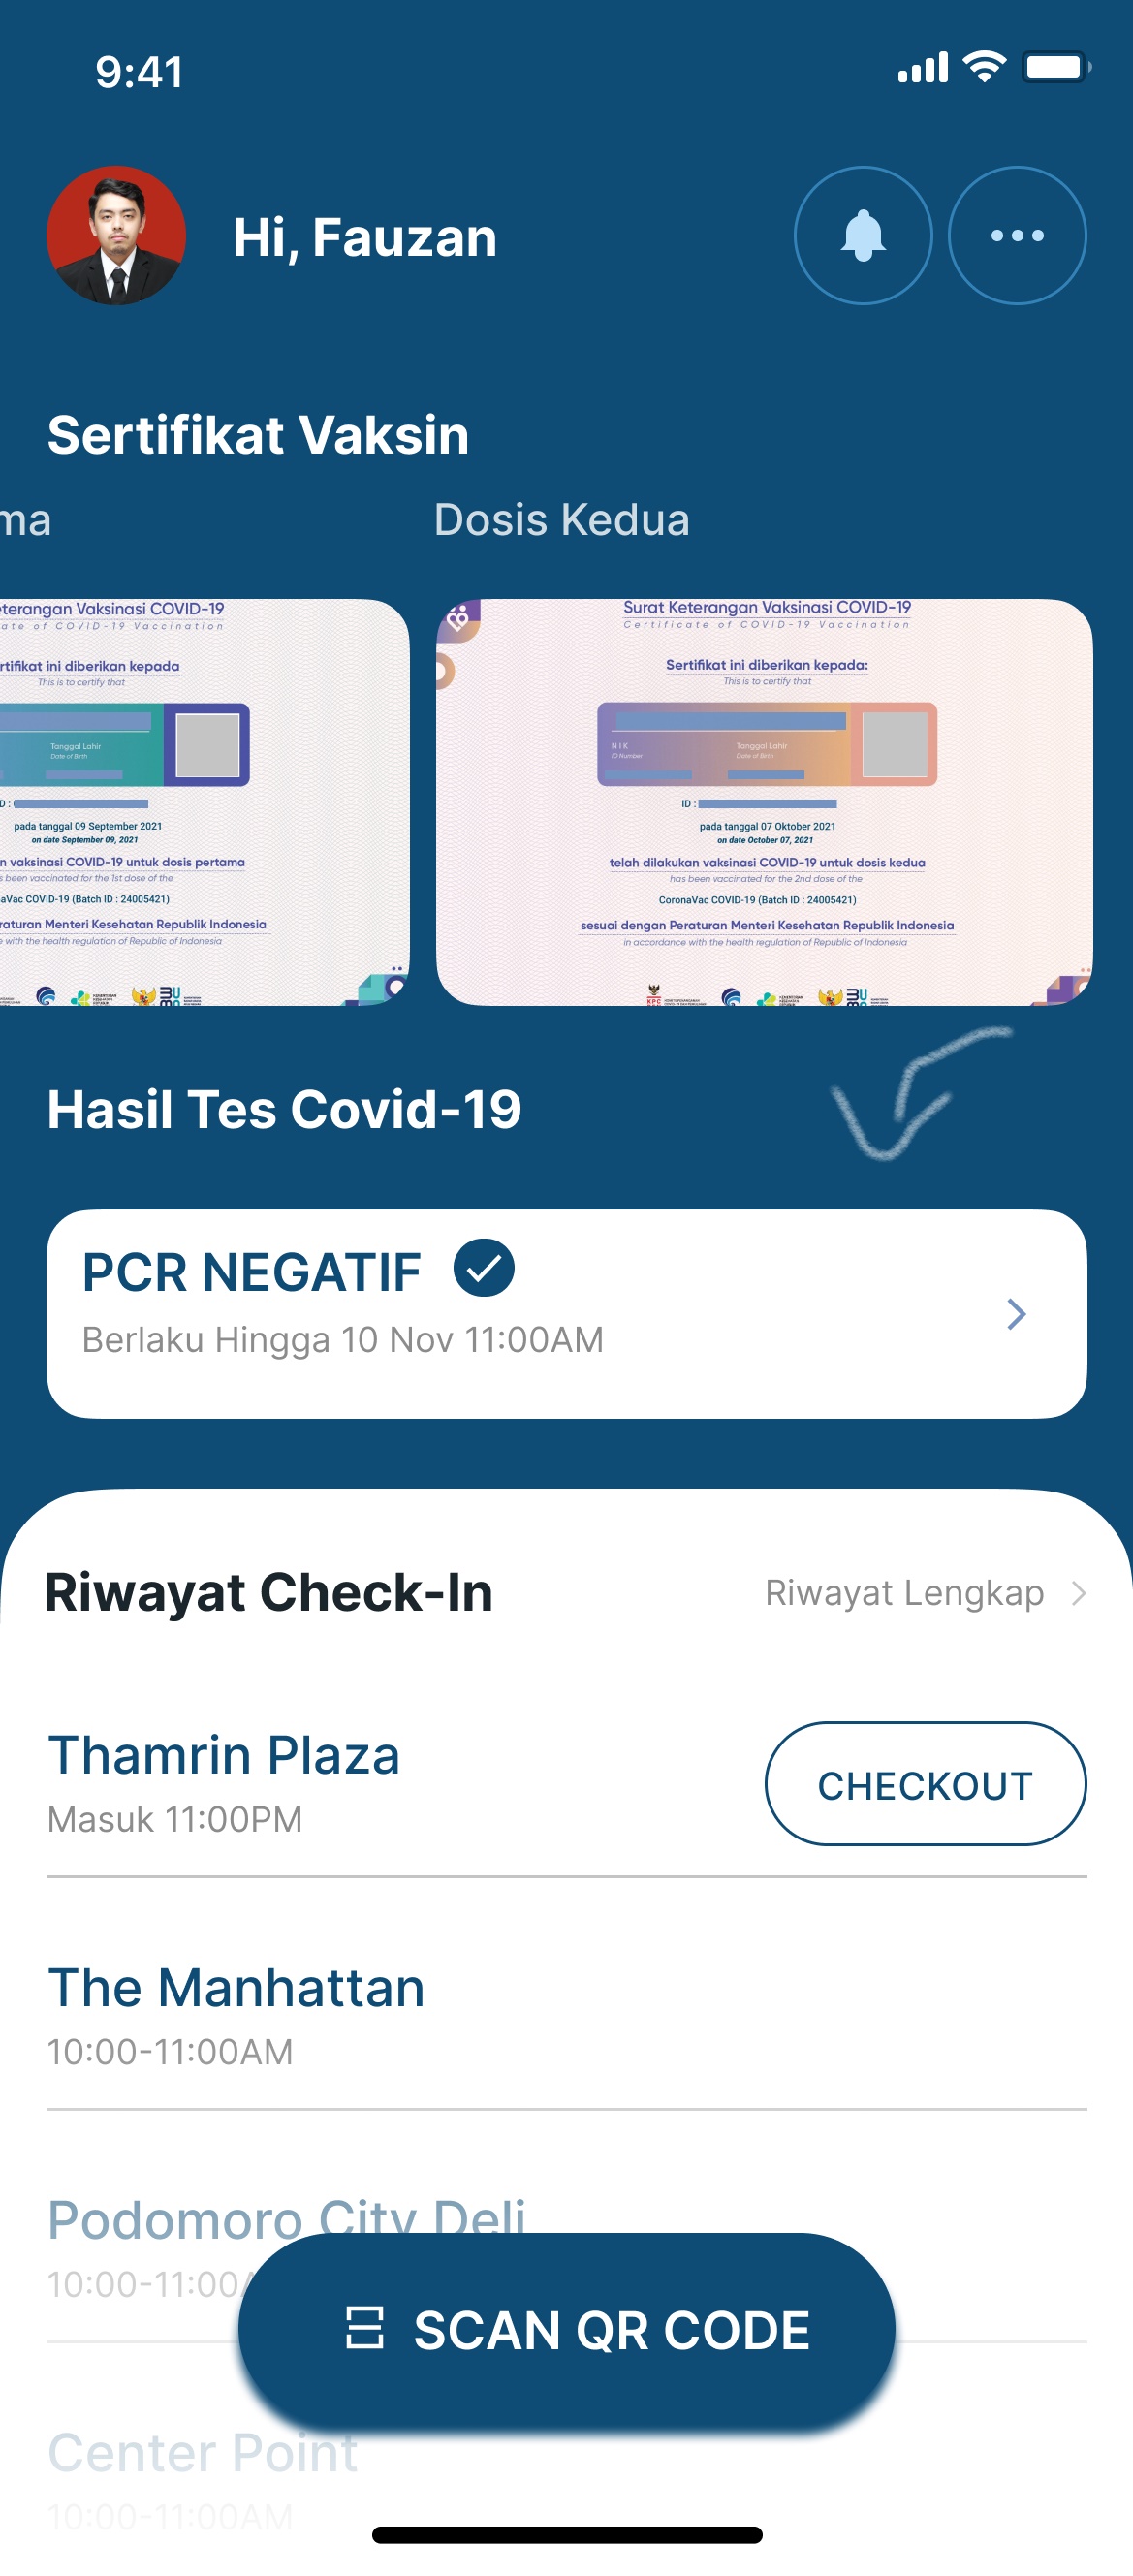 9:41
Hi, Fauzan
Sertifikat Vaksin
ma
Dosis Kedua
terangan Vaksinasi COVID-19
ate of COVID-19 Vaccination
rtifikat ini diberikan kepada
This is to certify that
Tanggal Lahir
Date of Birth
D :
pada tanggal 09 September 2021
on date September 09, 2021
n vaksinasi COVID-19 untuk dosis pertama
s been vaccinated for the 1st dose of the
aVac COVID-19 (Batch ID : 24005421)
raturan Menteri Kesehatan Republik Indonesia
e with the health regulation of Republic of Indonesia
Surat Keterangan Vaksinasi COVID-19
Certificate of COVID-19 Vaccination
Sertifikat ini diberikan kepada:
This is to certify that
NIK
ID Number
Tanggal Lahir
Date of Birth
ID :
pada tanggal 07 Oktober 2021
on date October 07, 2021
telah dilakukan vaksinasi COVID-19 untuk dosis kedua
has been vaccinated for the 2nd dose of the
CoronaVac COVID-19 (Batch ID : 24005421)
sesuai dengan Peraturan Menteri Kesehatan Republik Indonesia
in accordance with the health regulation of Republic of Indonesia
Hasil Tes Covid-19
PCR NEGATIF
Berlaku Hingga 10 Nov 11:00AM
Riwayat Check-In
Riwayat Lengkap
Thamrin Plaza
Masuk 11:00PM
CHECKOUT
The Manhattan
10:00-11:00AM
Podomoro City Deli
10:00-11:00A
SCAN QR CODE
Center Point
10:00-11:00AM